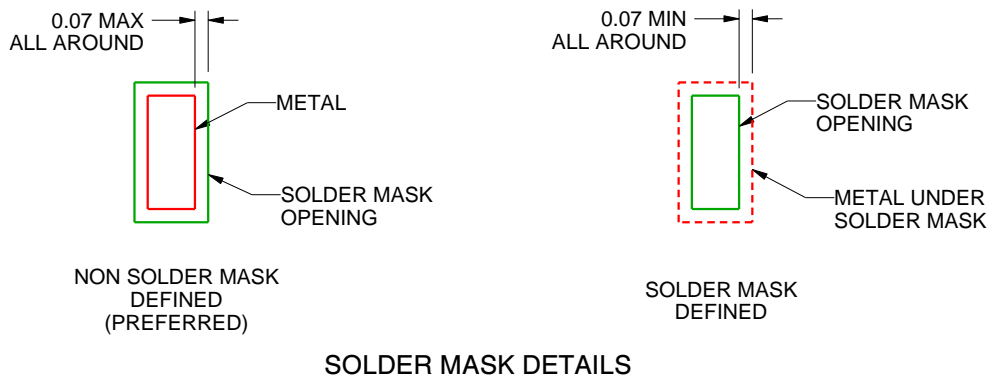 0.07 MAX
ALL AROUND
METAL
SOLDER MASK
OPENING
NON SOLDER MASK
DEFINED
(PREFERRED)
0.07 MIN
ALL AROUND
SOLDER MASK
OPENING
METAL UNDER
SOLDER MASK
SOLDER MASK
DEFINED
SOLDER MASK DETAILS